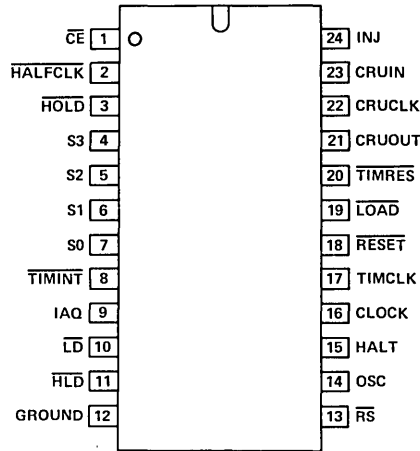 CE 1 24 INJ
HALFCLK 2 23 CRUIN
HOLD 3 22 CRUCLK
S3 4 21 CRUOUT
S2 5 20 TIMRES
S1 6 19 LOAD
S0 7 18 RESET
TIMINT 8 17 TIMCLK
IAQ 9 16 CLOCK
LD 10 15 HALT
HLD 11 14 OSC
GROUND 12 13 RS